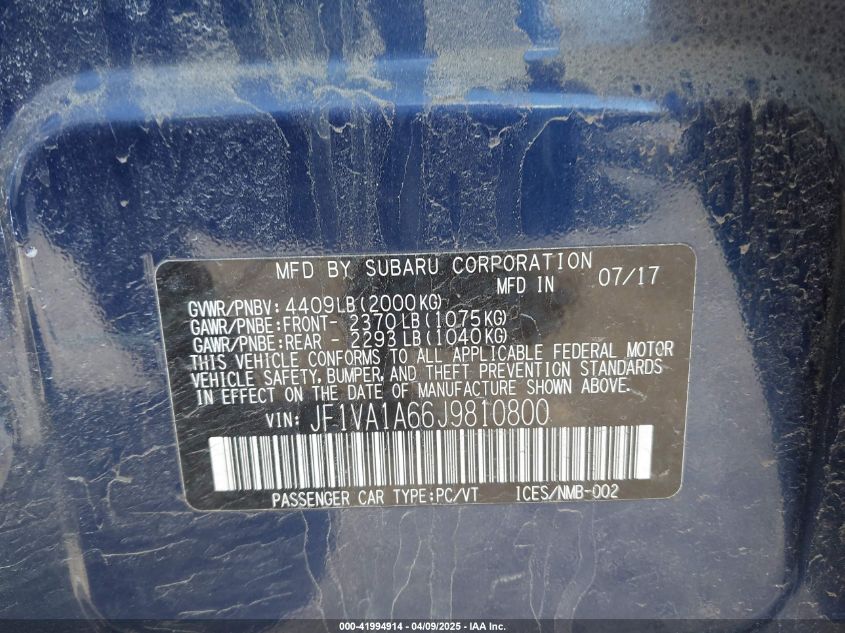 MFD BY SUBARU CORPORATION
MFD IN 07/17
GVWR/PNBV: 4409LB(2000KG)
GAWR/PNBE:FRONT- 2370LB(1075KG)
GAWR/PNBE:REAR - 2293LB(1040KG)
THIS VEHICLE CONFORMS TO ALL APPLICABLE FEDERAL MOTOR
VEHICLE SAFETY, BUMPER, AND THEFT PREVENTION STANDARDS
IN EFFECT ON THE DATE OF MANUFACTURE SHOWN ABOVE.
VIN: JF1VA1A66J9810800
PASSENGER CAR TYPE:PC/VT ICES/NMB-002
000-41994914 - 04/09/2025 - IAA Inc.